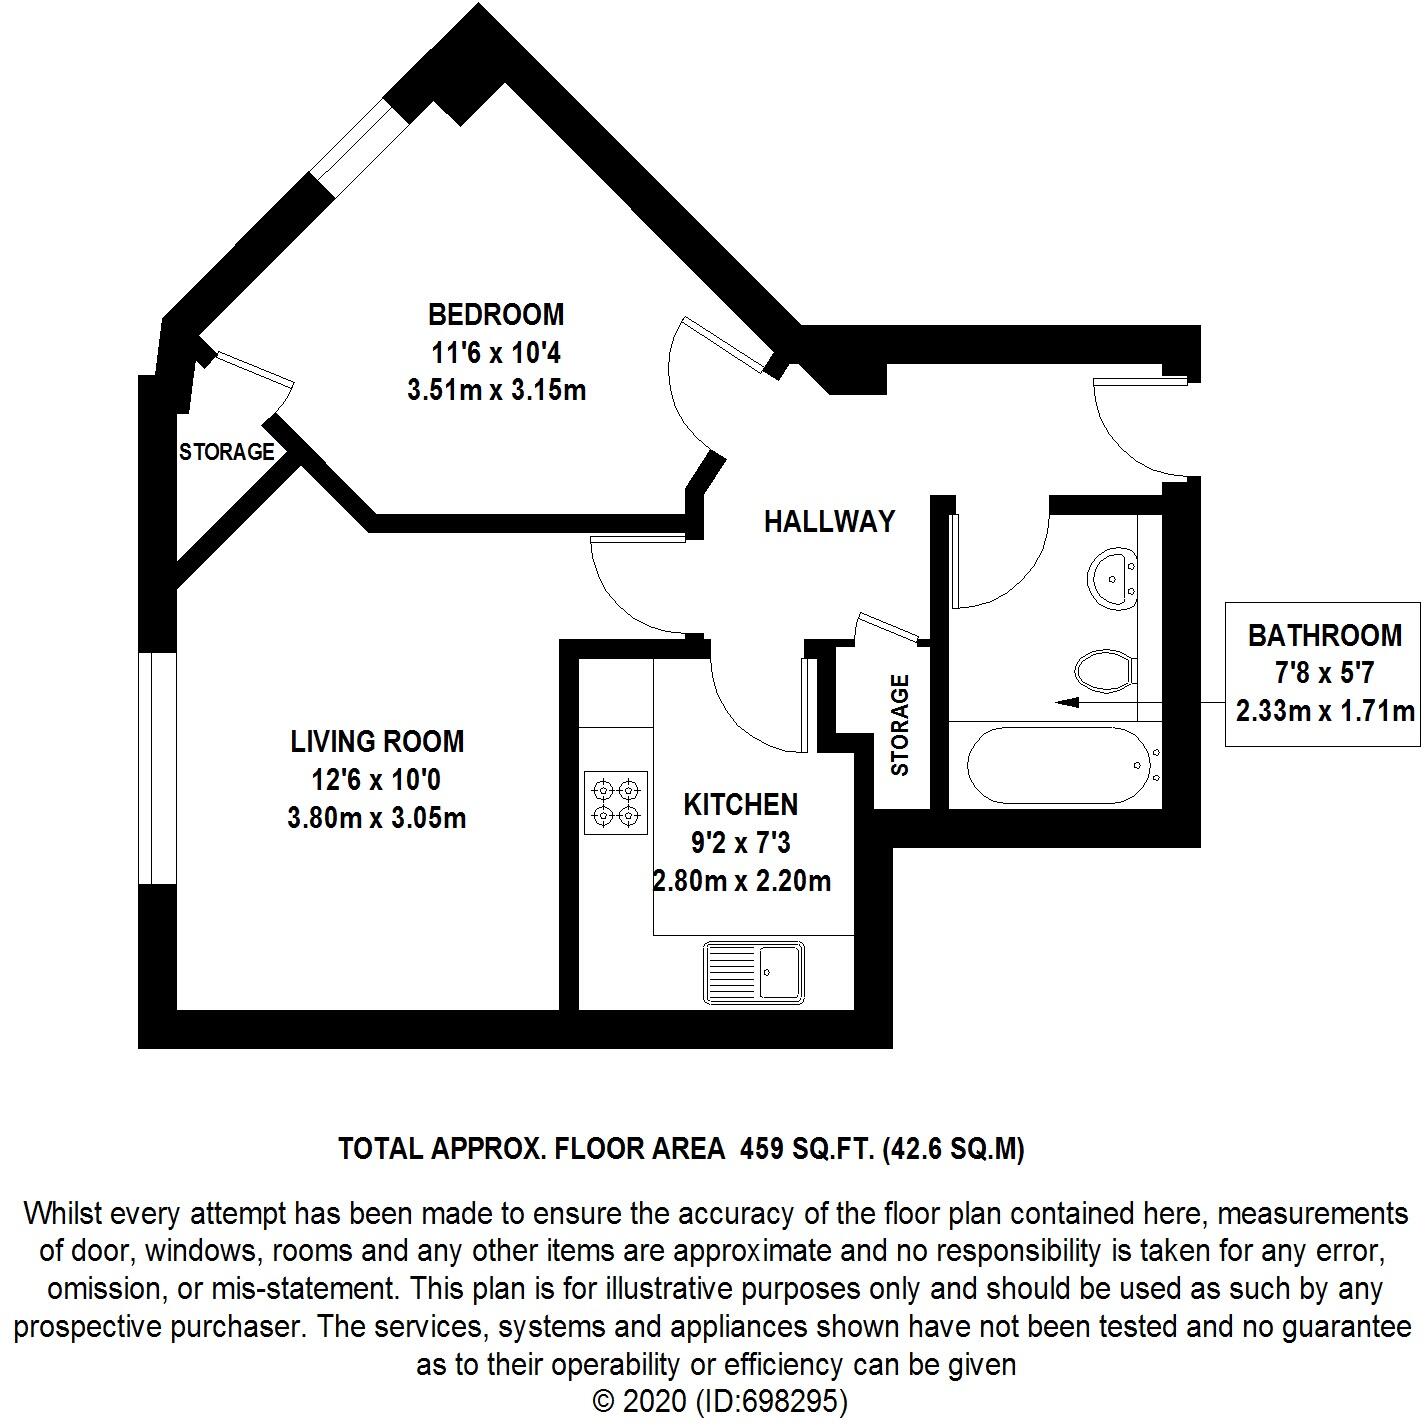 BEDROOM
11'6 x 10'4
3.51m x 3.15m
STORAGE
HALLWAY
BATHROOM
7'8 x 5'7
2.33m x 1.71m
STORAGE
LIVING ROOM
12'6 x 10'0
3.80m x 3.05m
KITCHEN
9'2 x 7'3
2.80m x 2.20m
TOTAL APPROX. FLOOR AREA 459 SQ.FT. (42.6 SQ.M)
Whilst every attempt has been made to ensure the accuracy of the floor plan contained here, measurements
of door, windows, rooms and any other items are approximate and no responsibility is taken for any error,
omission, or mis-statement. This plan is for illustrative purposes only and should be used as such by any
prospective purchaser. The services, systems and appliances shown have not been tested and no guarantee
as to their operability or efficiency can be given
© 2020 (ID:698295)